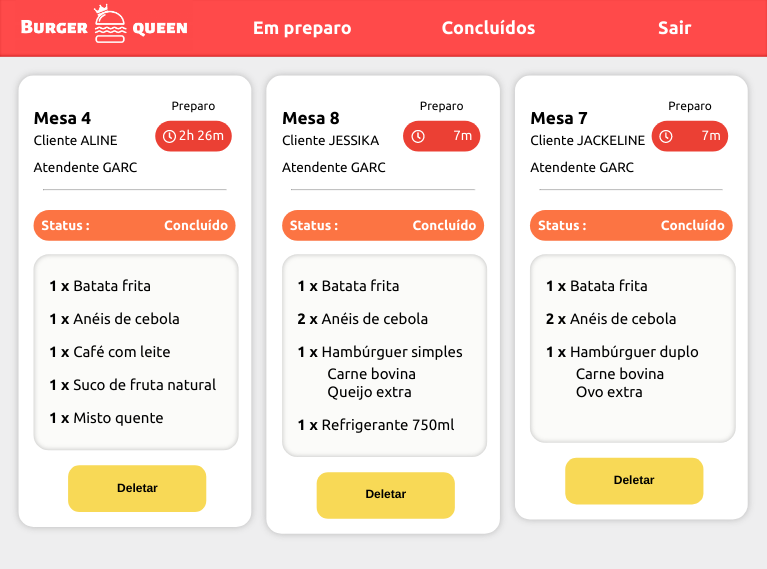 BURGER QUEEN
Em preparo
Concluídos
Sair
Preparo
Mesa 4
2h 26m
Cliente ALINE
Atendente GARC
Status : Concluído
1 x Batata frita
1 x Anéis de cebola
1 x Café com leite
1 x Suco de fruta natural
1 x Misto quente
Deletar
Preparo
Mesa 8
7m
Cliente JESSIKA
Atendente GARC
Status : Concluído
1 x Batata frita
2 x Anéis de cebola
1 x Hambúrguer simples
Carne bovina
Queijo extra
1 x Refrigerante 750ml
Deletar
Preparo
Mesa 7
7m
Cliente JACKELINE
Atendente GARC
Status : Concluído
1 x Batata frita
2 x Anéis de cebola
1 x Hambúrguer duplo
Carne bovina
Ovo extra
Deletar